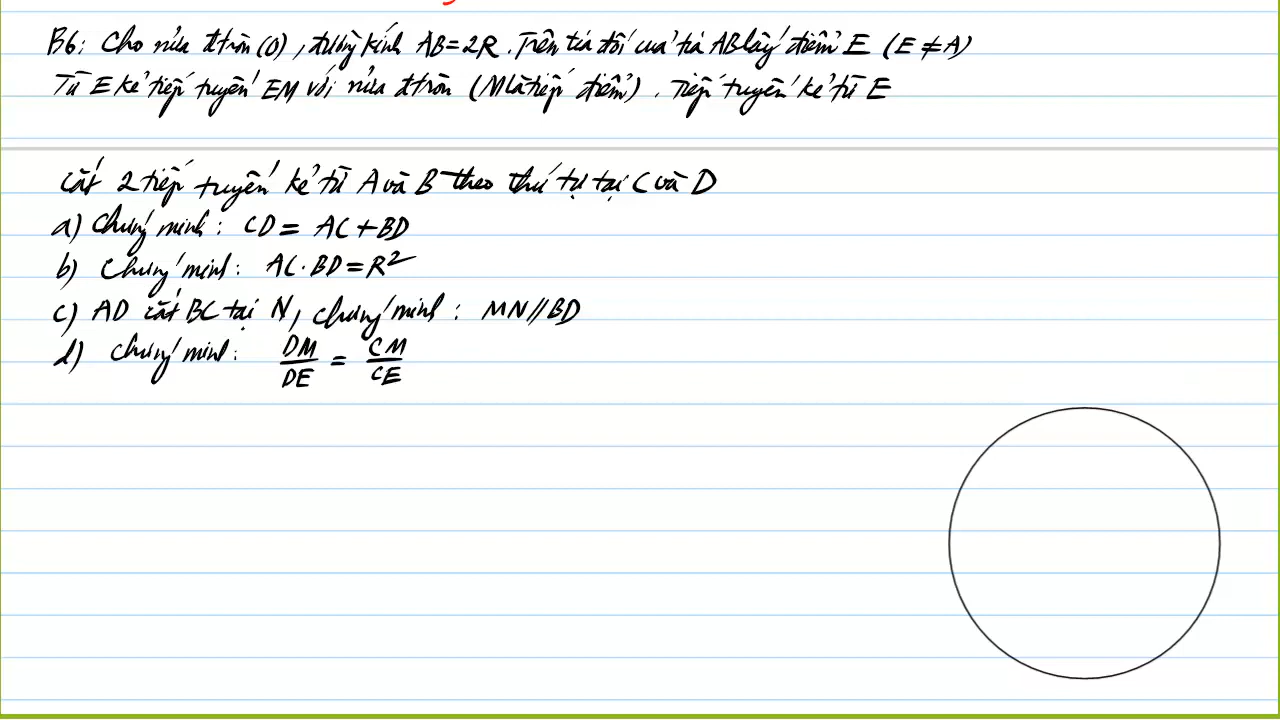 B6: Cho nửa đtròn (O), đường kính AB = 2R. Trên tia đối của tia AB lấy điểm E (E ≠ A)
Từ E kẻ tiếp tuyến EM với nửa đtròn (M là tiếp điểm). Tiếp tuyến kẻ từ E
cắt 2 tiếp tuyến kẻ từ A và B theo thứ tự tại C và D
a) Chứng minh: CD = AC + BD
b) Chứng minh: AC . BD = R²
c) AD cắt BC tại N, chứng minh: MN // BD
d) Chứng minh: DM/DE = CM/CE